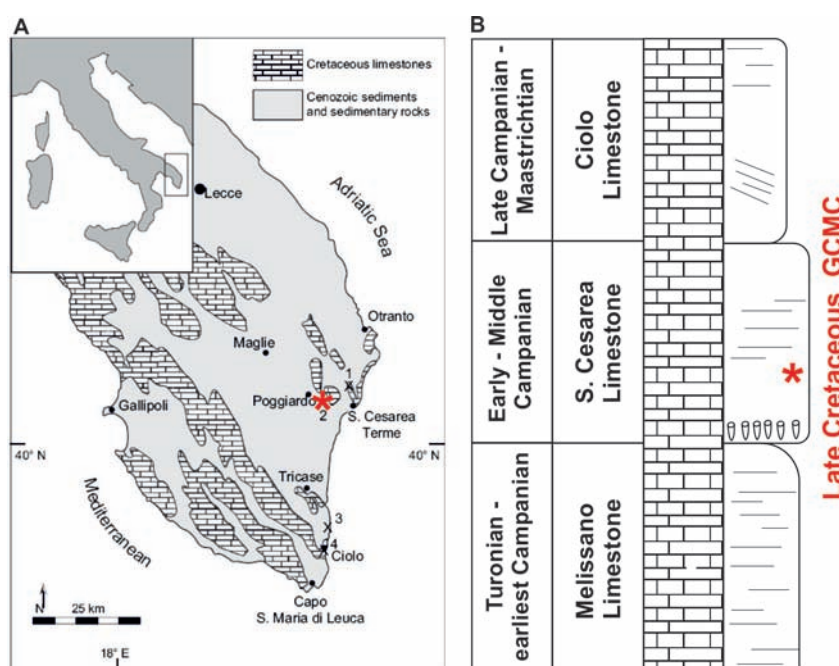 A
Cretaceous limestones
Cenozoic sediments
and sedimentary rocks
Lecce
Adriatic Sea
Otranto
Maglie
1
Poggiardo
2
Gallipoli
S. Cesarea
Terme
40° N
40° N
Tricase
Mediterranean
3
4
Ciolo
N
25 km
Capo
S. Maria di Leuca
18° E
B
Late Campanian -
Maastrichtian
Ciolo
Limestone
Early - Middle
Campanian
S. Cesarea
Limestone
Turonian -
earliest Campanian
Melissano
Limestone
Late Cretaceous GCMC